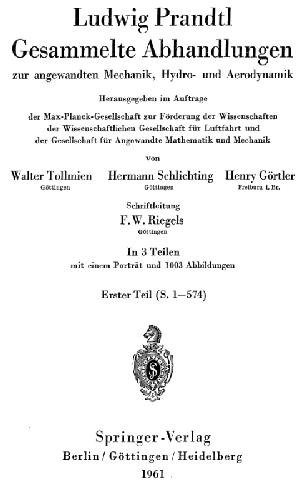 Ludwig Prandtl
Gesammelte Abhandlungen
zur angewandten Mechanik, Hydro- und Aerodynamik
Herausgegeben im Auftrage
der Max-Planck-Gesellschaft zur Förderung der Wissenschaften
der Wissenschaftlichen Gesellschaft für Luftfahrt und
der Gesellschaft für Angewandte Mathematik und Mechanik
von
Walter Tollmien Hermann Schlichting Henry Görtler
Göttingen Göttingen Freiburg i. Br.
Schriftleitung
F. W. Riegels
Göttingen
In 3 Teilen
mit einem Porträt und 1003 Abbildungen
Erster Teil (S. 1—574)
Springer-Verlag
Berlin / Göttingen / Heidelberg
1961